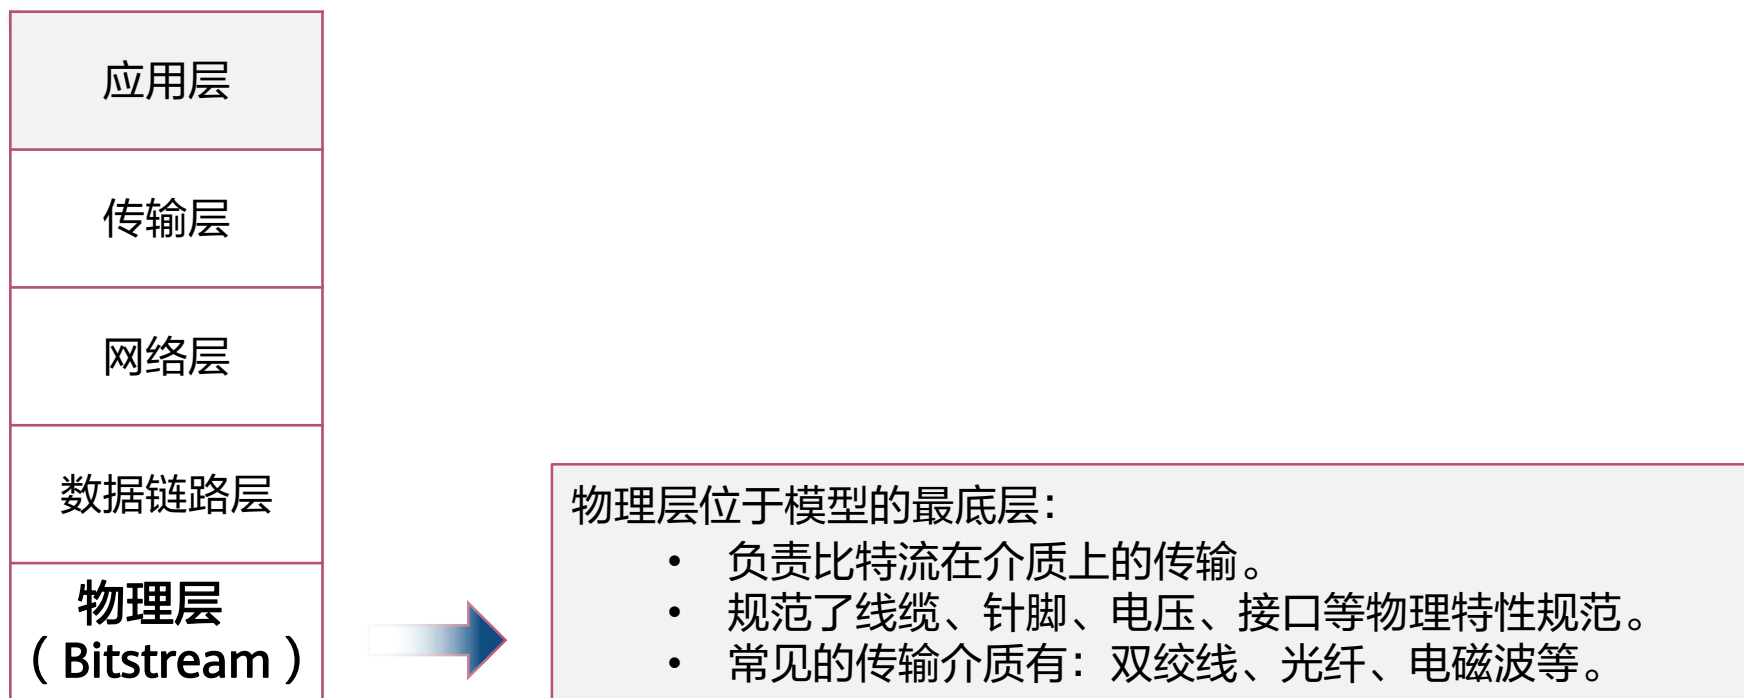 应用层
传输层
网络层
数据链路层
物理层
（Bitstream）
物理层位于模型的最底层：
• 负责比特流在介质上的传输。
• 规范了线缆、针脚、电压、接口等物理特性规范。
• 常见的传输介质有：双绞线、光纤、电磁波等。